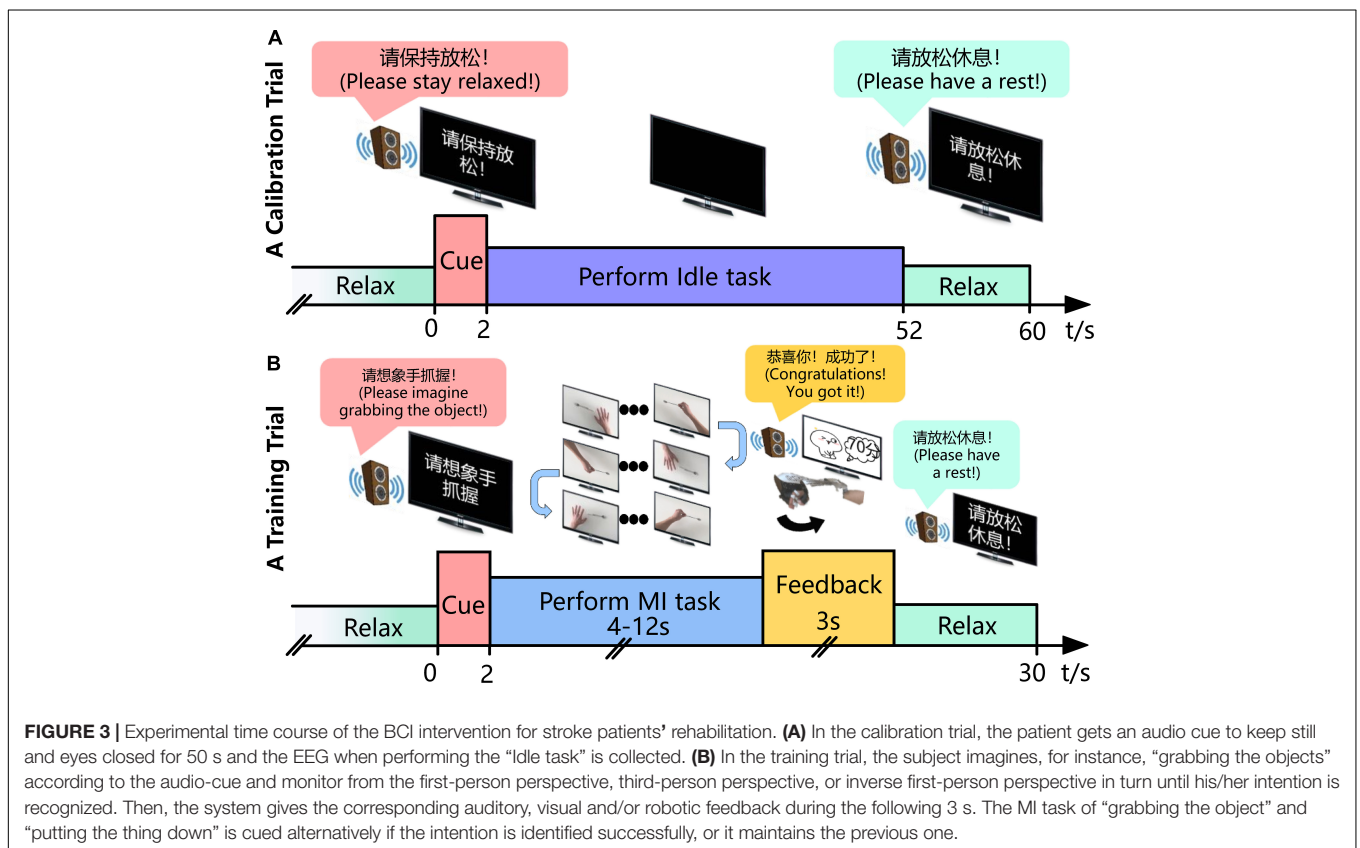 A
A Calibration Trial
请保持放松！
(Please stay relaxed!)
请保持放
松！
请放松休息！
(Please have a rest!)
请放松休
息！
Relax
Cue
Perform Idle task
Relax
0
2
52
60
t/s
B
A Training Trial
请想象手抓握！
(Please imagine
grabbing the object!)
请想象手
抓握
恭喜你！成功了！
(Congratulations!
You got it!)
70分
请放松休息！
(Please have
a rest!)
请放松
休息！
Relax
Cue
Perform MI task
4-12s
Feedback
3s
Relax
0
2
30
t/s
FIGURE 3 | Experimental time course of the BCI intervention for stroke patients' rehabilitation. (A) In the calibration trial, the patient gets an audio cue to keep still
and eyes closed for 50 s and the EEG when performing the “Idle task” is collected. (B) In the training trial, the subject imagines, for instance, “grabbing the objects”
according to the audio-cue and monitor from the first-person perspective, third-person perspective, or inverse first-person perspective in turn until his/her intention is
recognized. Then, the system gives the corresponding auditory, visual and/or robotic feedback during the following 3 s. The MI task of “grabbing the object” and
“putting the thing down” is cued alternatively if the intention is identified successfully, or it maintains the previous one.